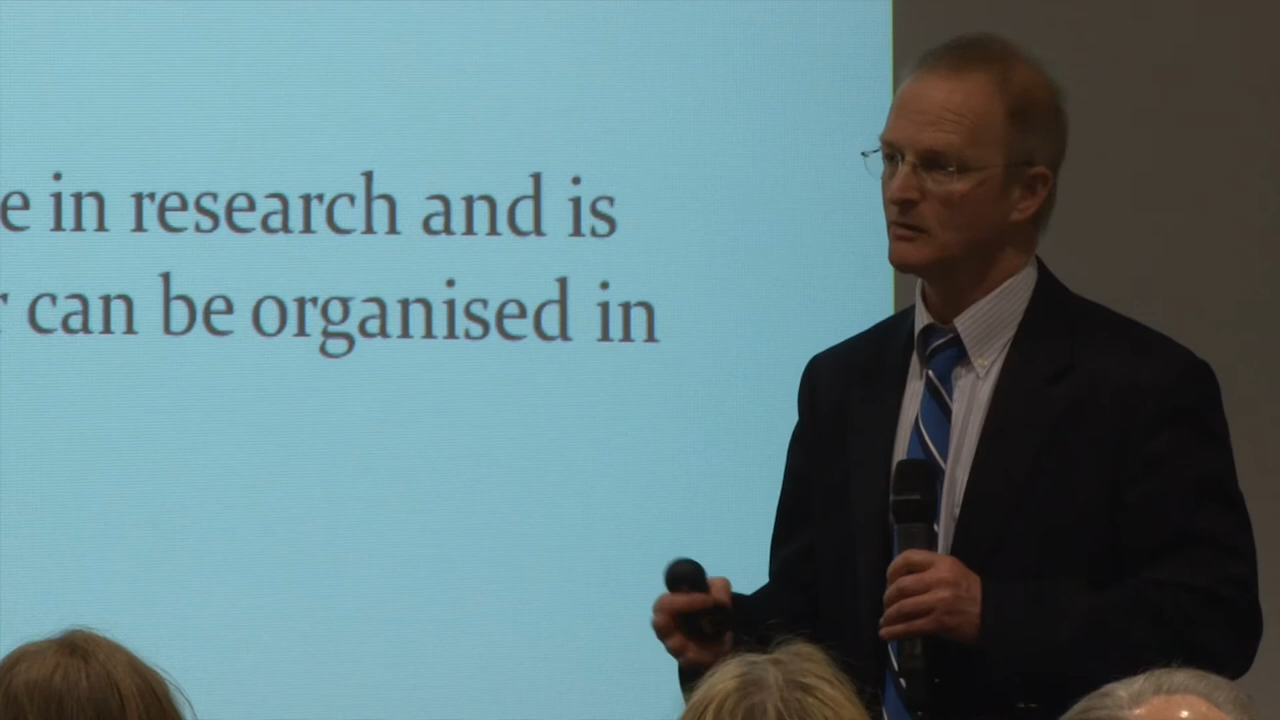 e in research and is
can be organised in